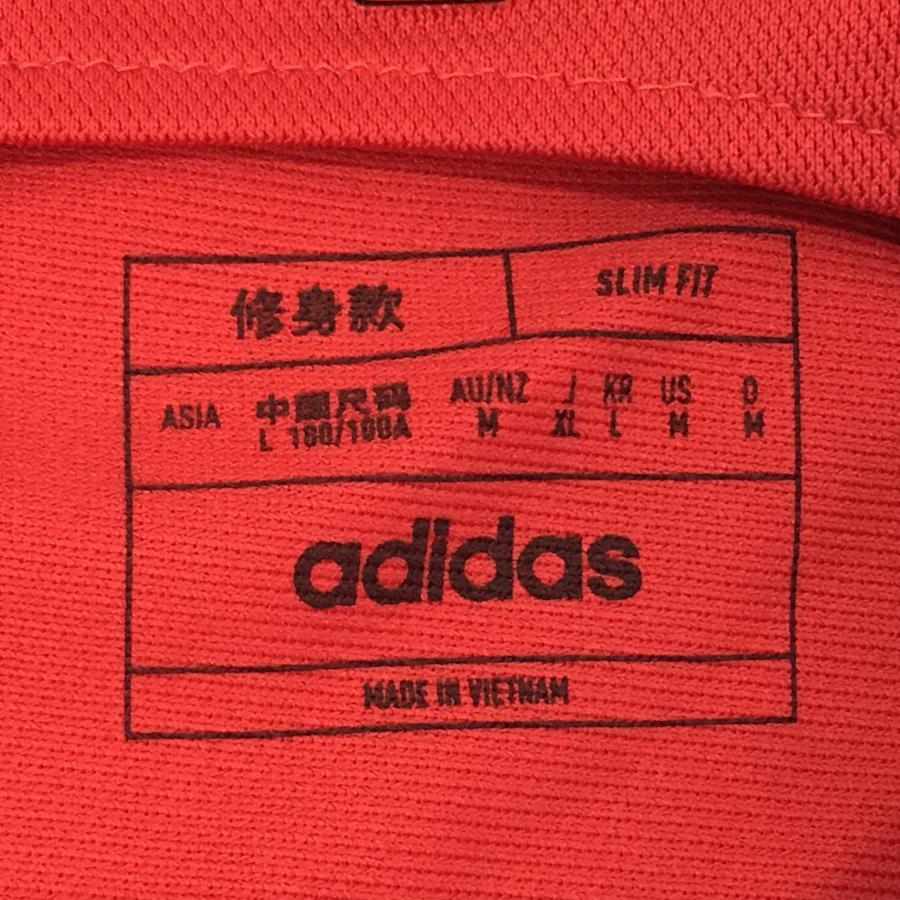 修身款 SLIM FIT
ASIA 中國尺码 AU/NZ J KR US D
L 180/100A M XL L M M
adidas
MADE IN VIETNAM